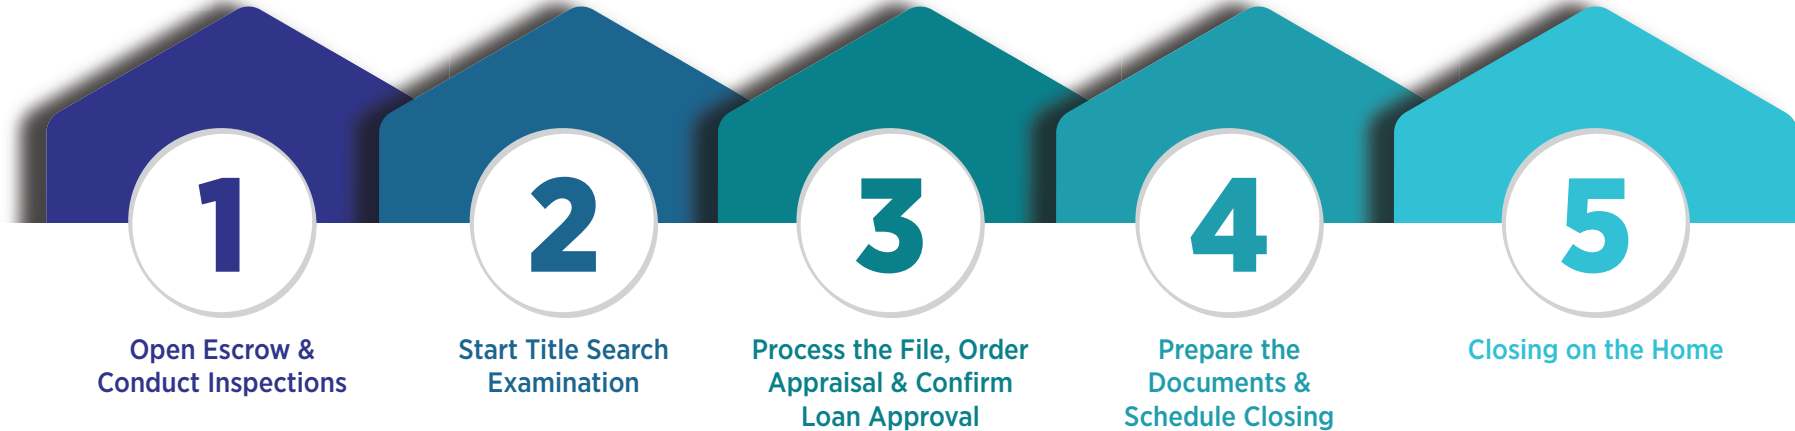 1
Open Escrow &
Conduct Inspections
2
Start Title Search
Examination
3
Process the File, Order
Appraisal & Confirm
Loan Approval
4
Prepare the
Documents &
Schedule Closing
5
Closing on the Home